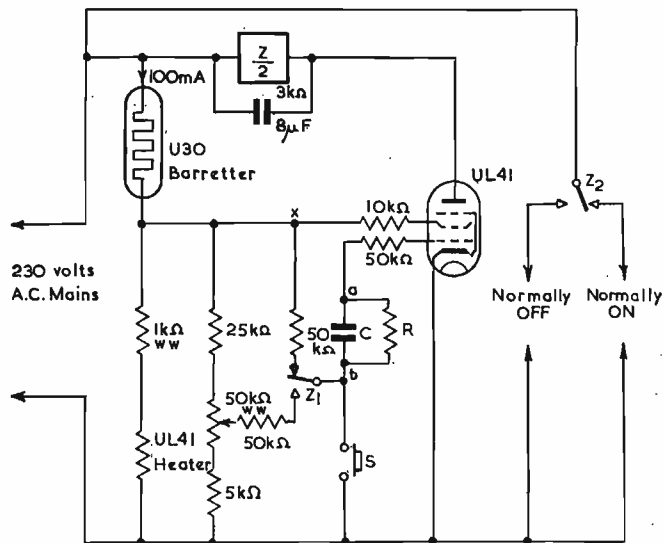 Z/2
100mA
3kΩ
8μF
U30
Barretter
UL41
Z2
x
10kΩ
50kΩ
230 volts
A.C. Mains
a
Normally
OFF
Normally
ON
1kΩ
ww
25kΩ
50
kΩ
C
R
b
Z1
50kΩ
ww
50kΩ
UL41
Heater
S
5kΩ